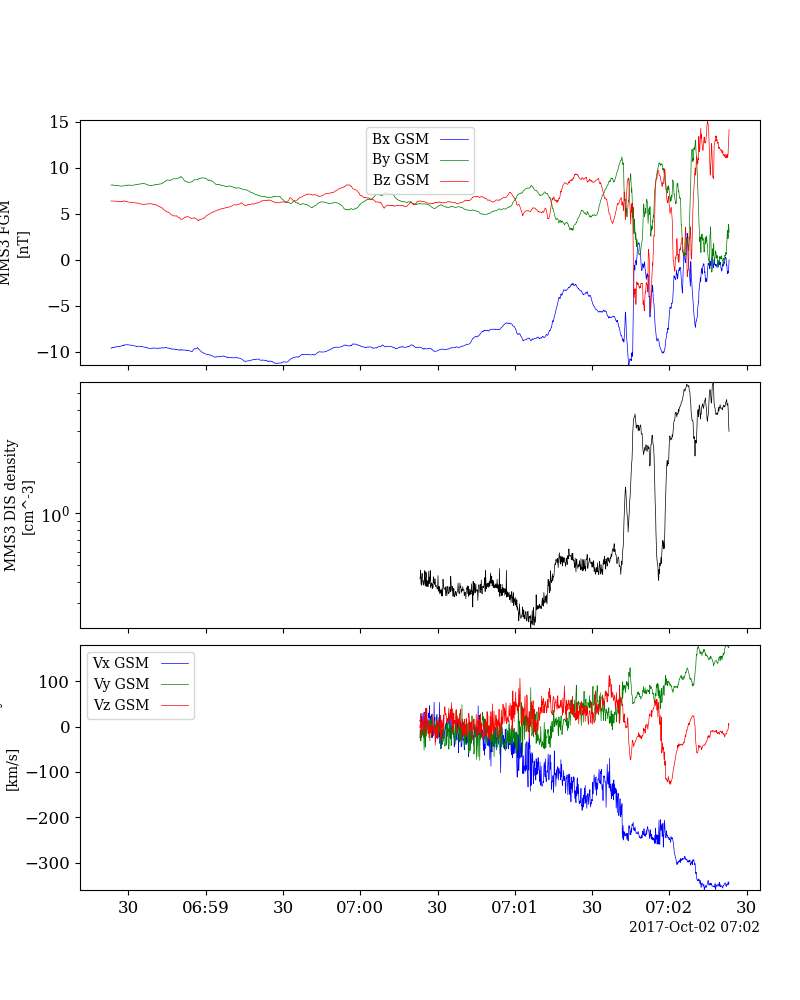 15
10
5
0
−5
−10
MMS3 FGM
[nT]
Bx GSM
By GSM
Bz GSM
10⁰
MMS3 DIS density
[cm^-3]
100
0
−100
−200
−300
[km/s]
Vx GSM
Vy GSM
Vz GSM
30 06:59 30 07:00 30 07:01 30 07:02 30
2017-Oct-02 07:02